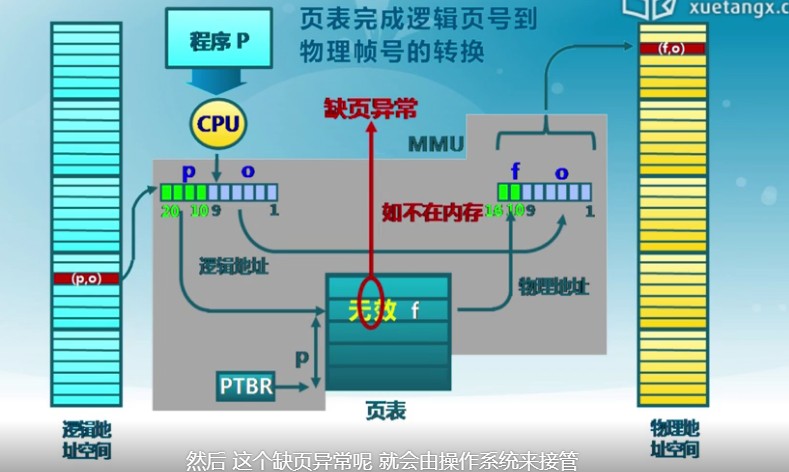 xuetangx.c
页表完成逻辑页号到
物理帧号的转换
程序 P
(f,o)
缺页异常
CPU
MMU
p o
f o
20 10 9 1
如不在内存
16 10 9 1
逻辑地址
(p,o)
物理地址
无效 f
p
PTBR
页表
逻辑地
址空间
物理地
址空间
然后 这个缺页异常呢 就会由操作系统来接管